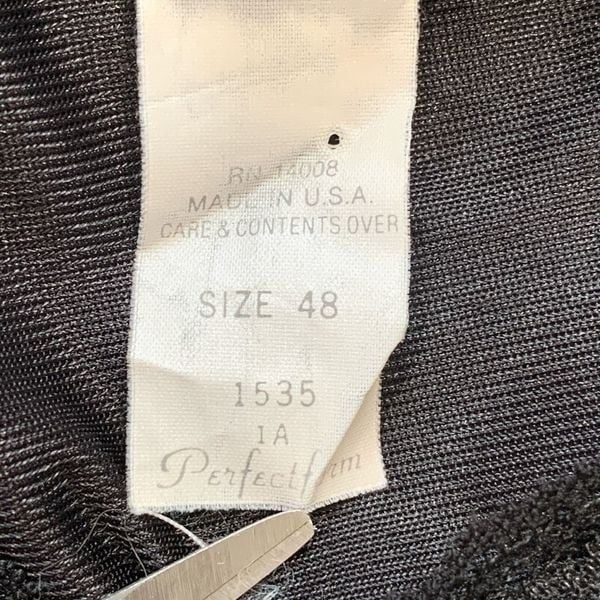 RN 14008
MADE IN U.S.A.
CARE & CONTENTS OVER
SIZE 48
1535
1A
Perfectform